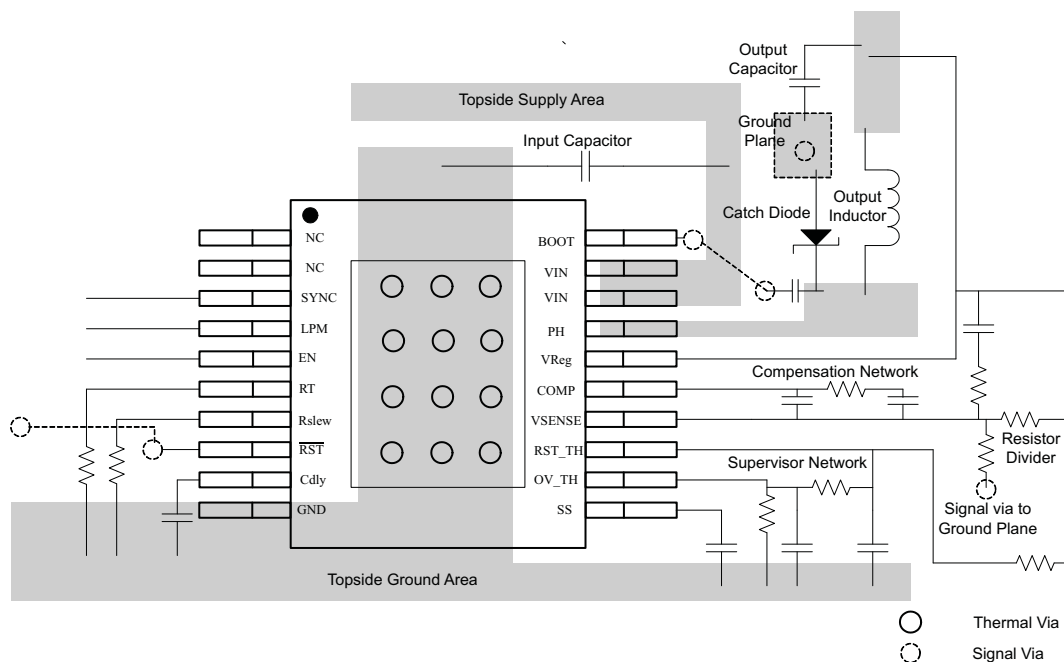 `
Output
Capacitor
Topside Supply Area
Ground
Plane
Input Capacitor
Output
Inductor
Catch Diode
NC
NC
SYNC
LPM
EN
RT
Rslew
RST
Cdly
GND
BOOT
VIN
VIN
PH
VReg
COMP
VSENSE
RST_TH
OV_TH
SS
Compensation Network
Resistor
Divider
Supervisor Network
Signal via to
Ground Plane
Topside Ground Area
Thermal Via
Signal Via